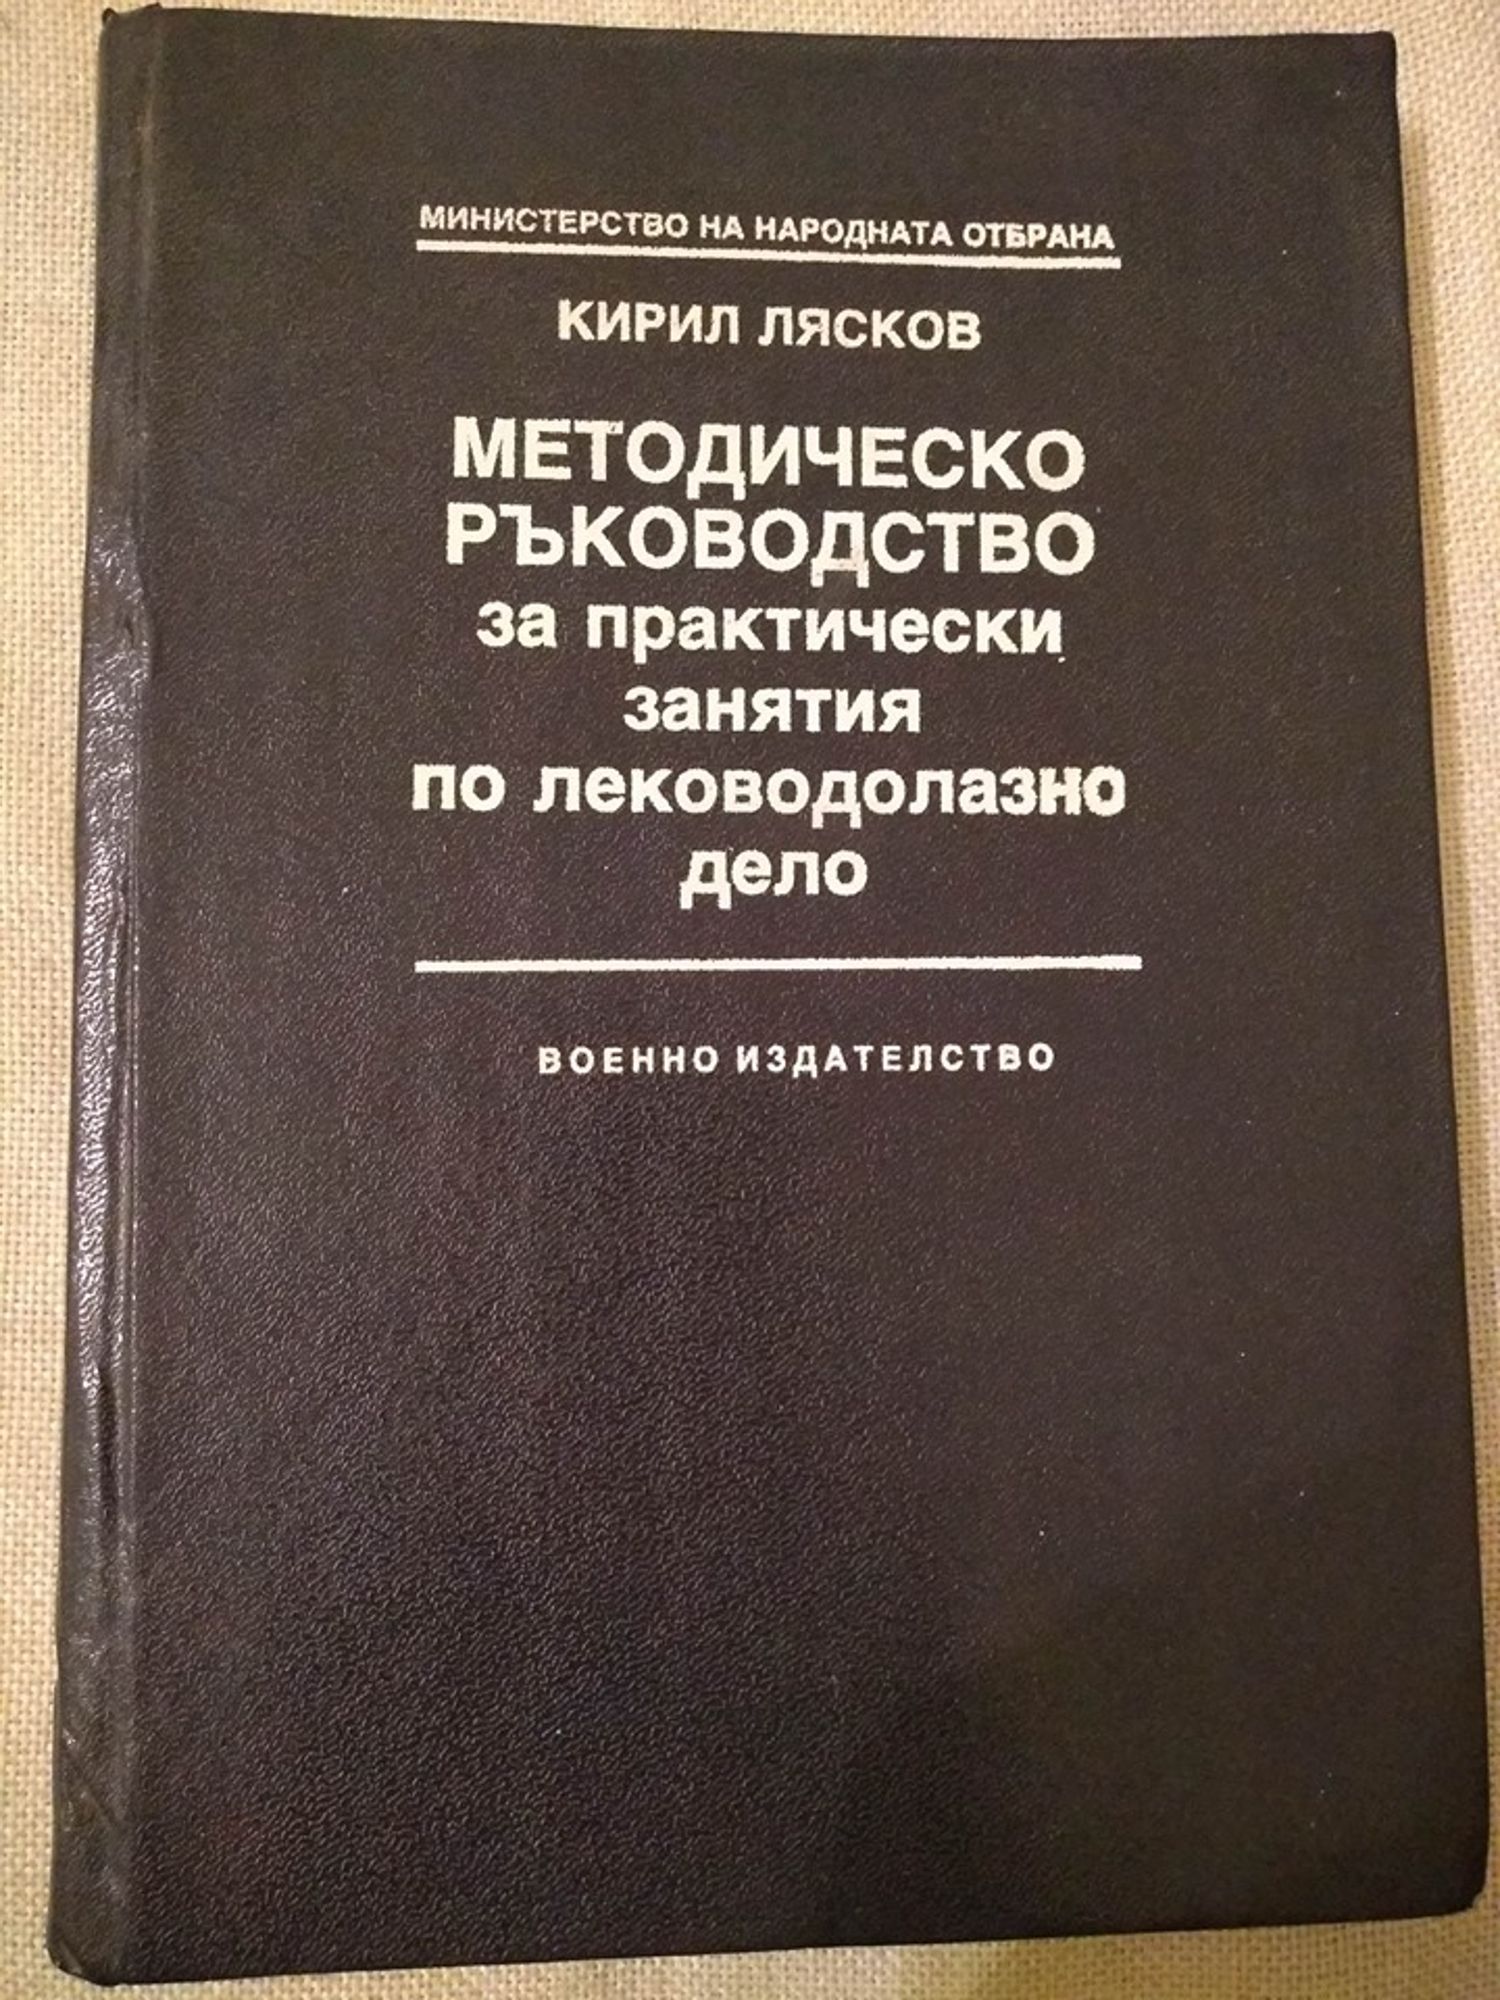 МИНИСТЕРСТВО НА НАРОДНАТА ОТБРАНА
КИРИЛ ЛЯСКОВ
МЕТОДИЧЕСКО
РЪКОВОДСТВО
за практически
занятия
по леководолазно
дело
ВОЕННО ИЗДАТЕЛСТВО